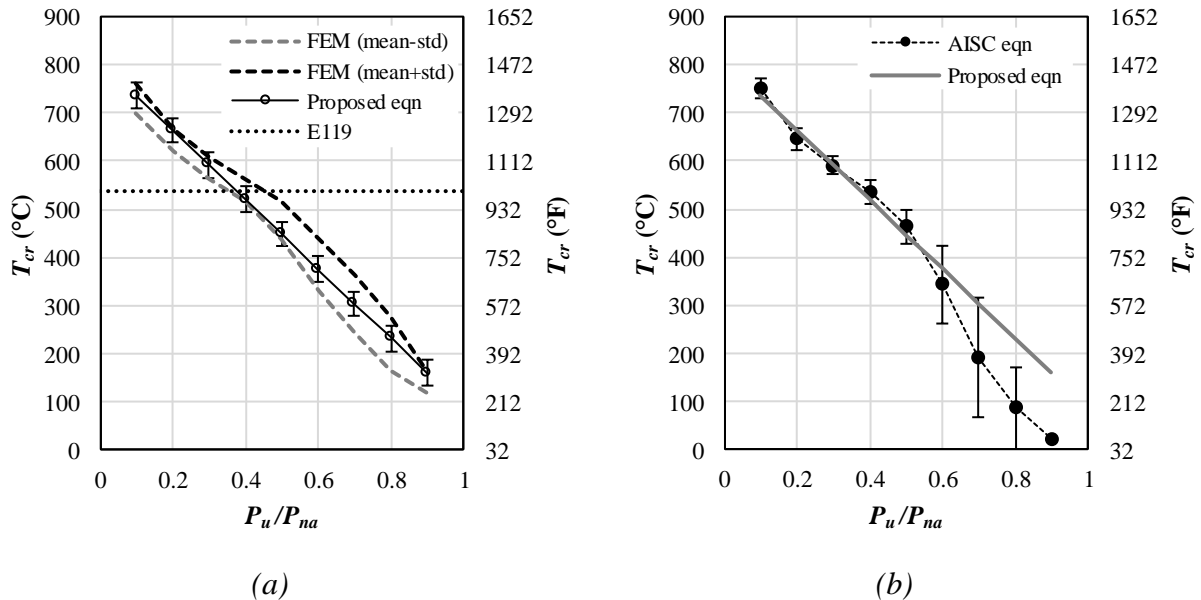 900
800
700
600
500
400
300
200
100
0
T_cr (°C)
1652
1472
1292
1112
932
752
572
392
212
32
T_cr (°F)
FEM (mean-std)
FEM (mean+std)
Proposed eqn
E119
0 0.2 0.4 0.6 0.8 1
P_u/P_na
(a)
900
800
700
600
500
400
300
200
100
0
T_cr (°C)
1652
1472
1292
1112
932
752
572
392
212
32
T_cr (°F)
AISC eqn
Proposed eqn
0 0.2 0.4 0.6 0.8 1
P_u/P_na
(b)